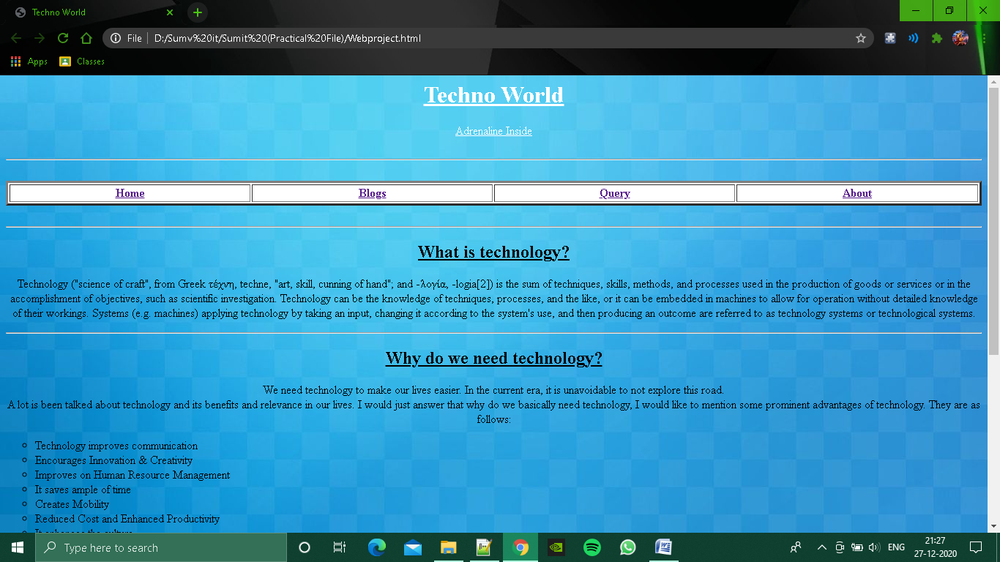 Techno World
File
D:/Sumv%20it/Sumit%20(Practical%20File)/Webproject.html
Apps
Classes
Techno World
Adrenaline Inside
Home
Blogs
Query
About
What is technology?
Technology ("science of craft", from Greek τέχνη, techne, "art, skill, cunning of hand"; and -λογία, -logia[2]) is the sum of techniques, skills, methods, and processes used in the production of goods or services or in the
accomplishment of objectives, such as scientific investigation. Technology can be the knowledge of techniques, processes, and the like, or it can be embedded in machines to allow for operation without detailed knowledge
of their workings. Systems (e.g. machines) applying technology by taking an input, changing it according to the system's use, and then producing an outcome are referred to as technology systems or technological systems.
Why do we need technology?
We need technology to make our lives easier. In the current era, it is unavoidable to not explore this road.
A lot is been talked about technology and its benefits and relevance in our lives. I would just answer that why do we basically need technology, I would like to mention some prominent advantages of technology. They are as
follows:
Technology improves communication
Encourages Innovation & Creativity
Improves on Human Resource Management
It saves ample of time
Creates Mobility
Reduced Cost and Enhanced Productivity
It enhances the culture
Type here to search
ENG
21:27
27-12-2020